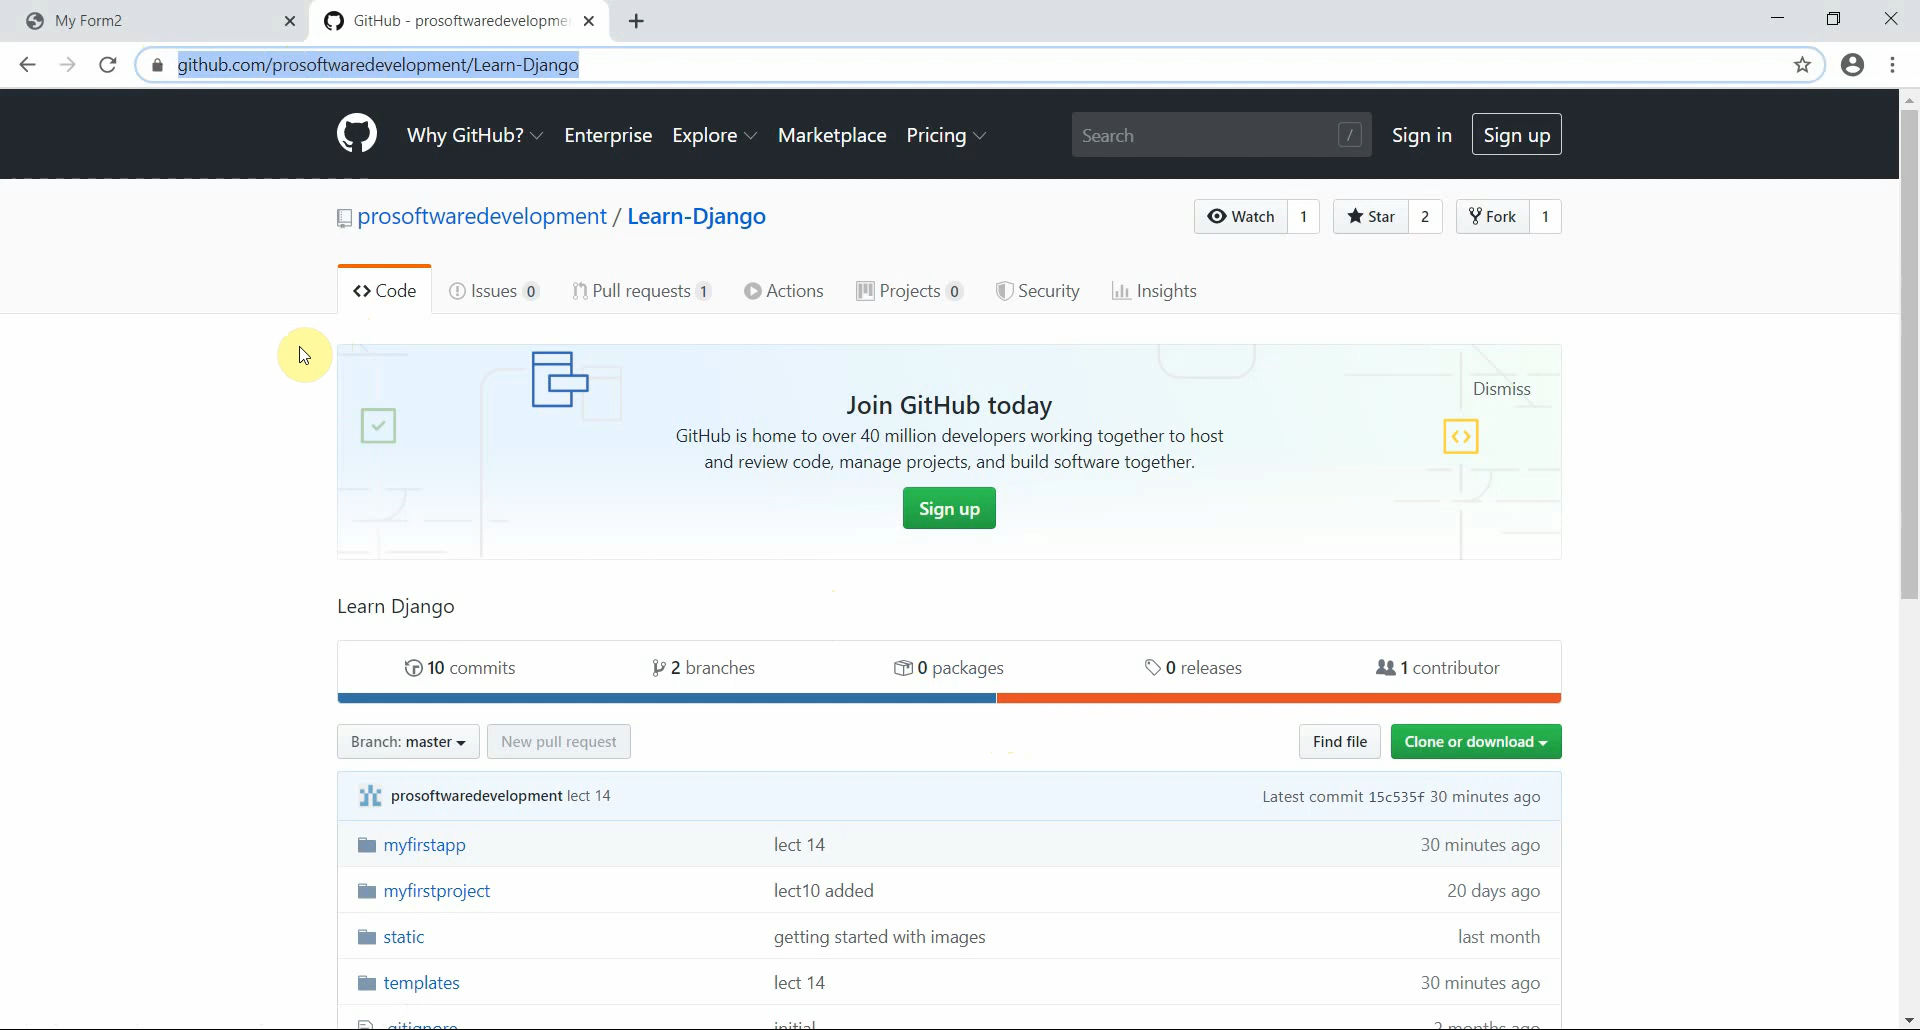 My Form2
GitHub - prosoftwaredevelopme
github.com/prosoftwaredevelopment/Learn-Django
Why GitHub? Enterprise Explore Marketplace Pricing Search / Sign in Sign up
prosoftwaredevelopment / Learn-Django Watch 1 Star 2 Fork 1
Code Issues 0 Pull requests 1 Actions Projects 0 Security Insights
Dismiss
Join GitHub today
GitHub is home to over 40 million developers working together to host
and review code, manage projects, and build software together.
Sign up
Learn Django
10 commits 2 branches 0 packages 0 releases 1 contributor
Branch: master New pull request Find file Clone or download
prosoftwaredevelopment lect 14 Latest commit 15c535f 30 minutes ago
myfirstapp lect 14 30 minutes ago
myfirstproject lect10 added 20 days ago
static getting started with images last month
templates lect 14 30 minutes ago
.gitignore initial 2 months ago